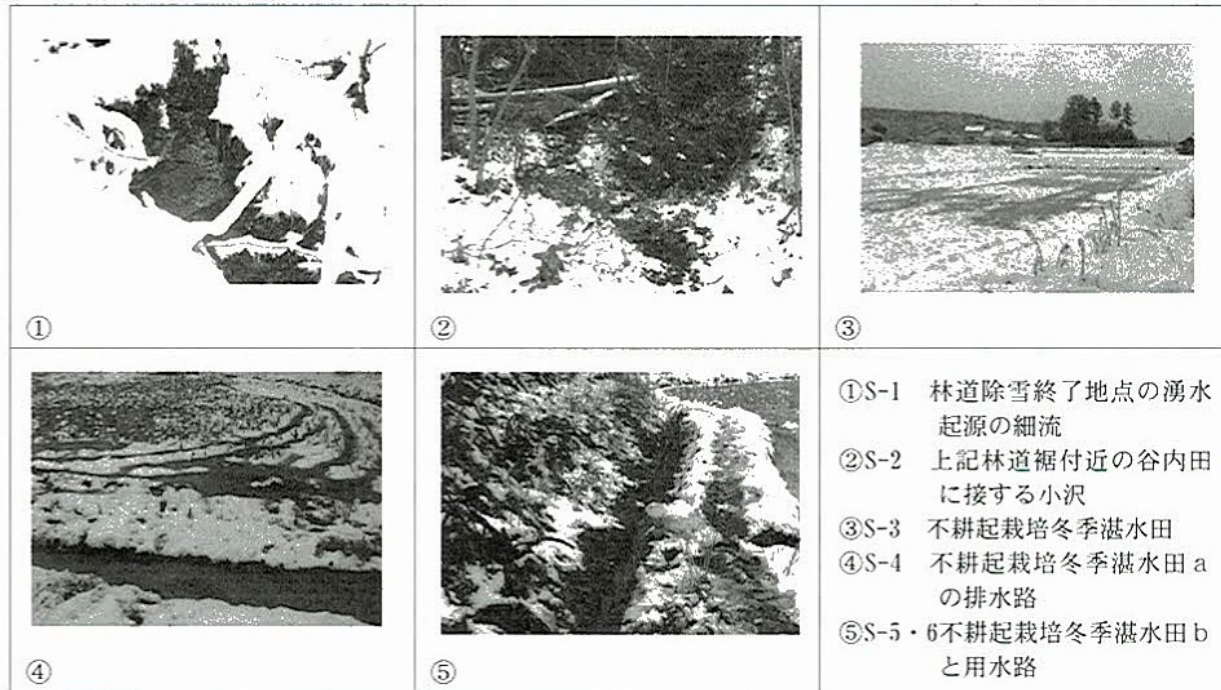 ①
②
③
④
⑤
①S-1 林道除雪終了地点の湧水
起源の細流
②S-2 上記林道裾付近の谷内田
に接する小沢
③S-3 不耕起栽培冬季湛水田
④S-4 不耕起栽培冬季湛水田a
の排水路
⑤S-5・6不耕起栽培冬季湛水田b
と用水路